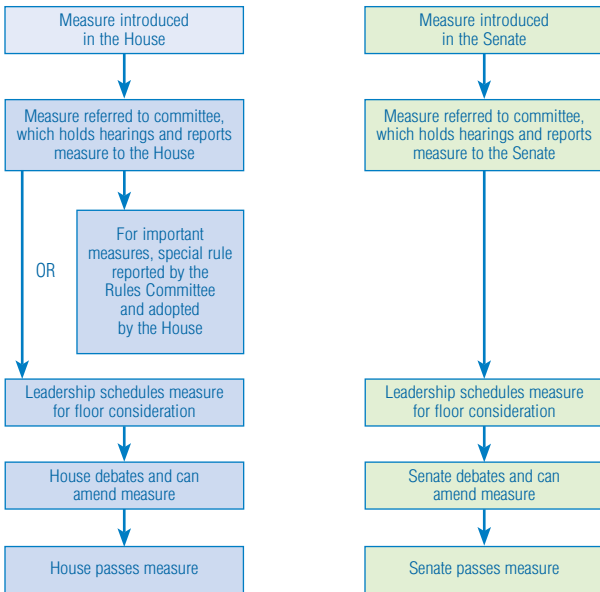 Measure introduced
in the House
Measure referred to committee,
which holds hearings and reports
measure to the House
OR
For important
measures, special rule
reported by the
Rules Committee
and adopted
by the House
Leadership schedules measure
for floor consideration
House debates and can
amend measure
House passes measure
Measure introduced
in the Senate
Measure referred to committee,
which holds hearings and reports
measure to the Senate
Leadership schedules measure
for floor consideration
Senate debates and can
amend measure
Senate passes measure